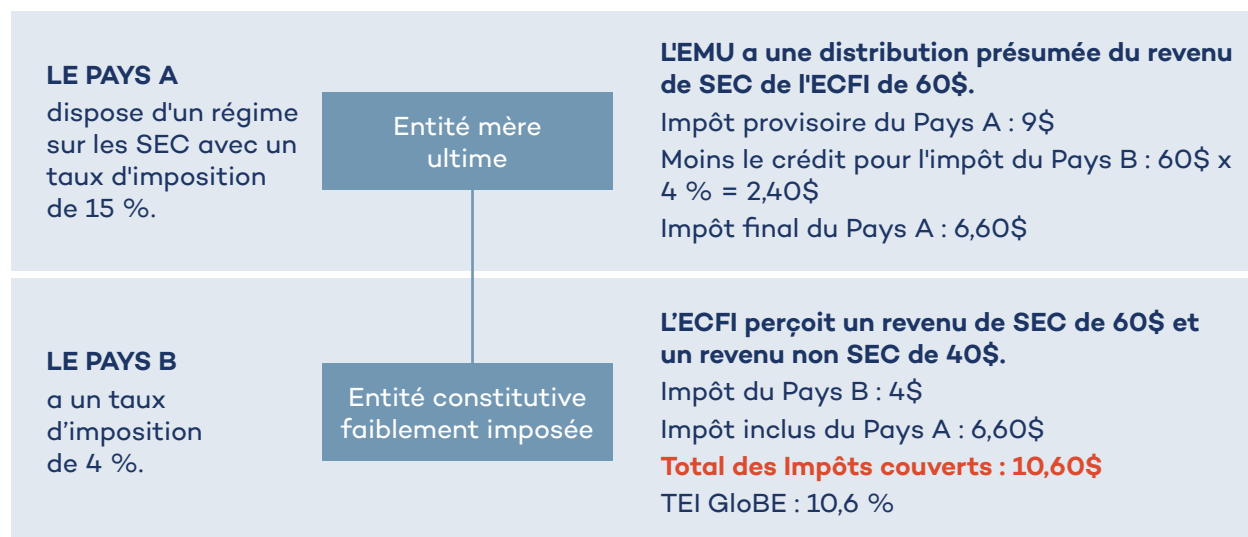 LE PAYS A
dispose d'un régime
sur les SEC avec un
taux d'imposition
de 15 %.
Entité mère
ultime
L'EMU a une distribution présumée du revenu
de SEC de l'ECFI de 60$.
Impôt provisoire du Pays A : 9$
Moins le crédit pour l'impôt du Pays B : 60$ x
4 % = 2,40$
Impôt final du Pays A : 6,60$
LE PAYS B
a un taux
d’imposition
de 4 %.
Entité constitutive
faiblement imposée
L’ECFI perçoit un revenu de SEC de 60$ et
un revenu non SEC de 40$.
Impôt du Pays B : 4$
Impôt inclus du Pays A : 6,60$
Total des Impôts couverts : 10,60$
TEI GloBE : 10,6 %